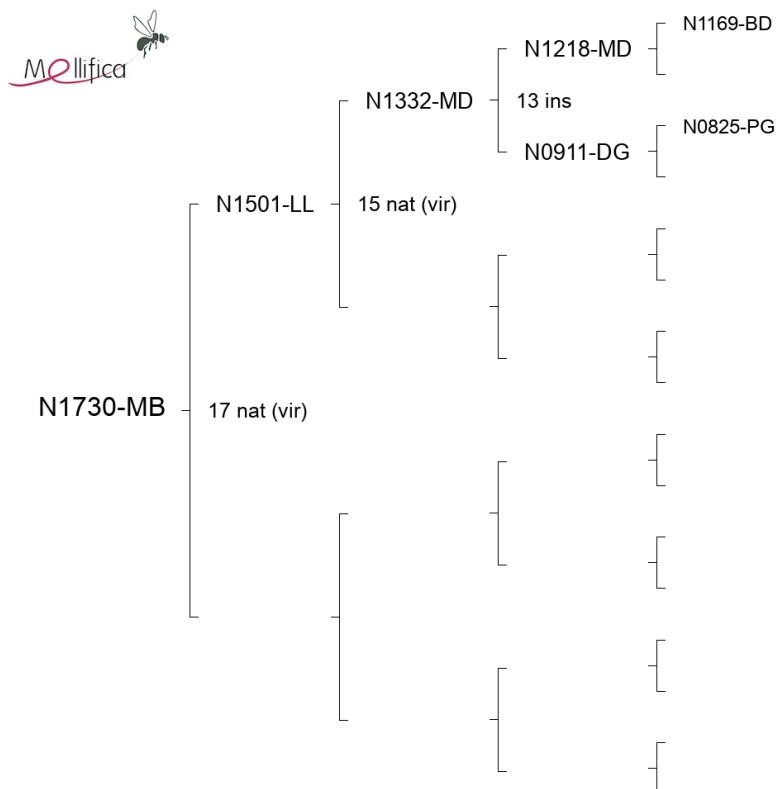 Mellifica
N1169-BD
N1218-MD
N1332-MD
13 ins
N0825-PG
N0911-DG
N1501-LL
15 nat (vir)
N1730-MB
17 nat (vir)